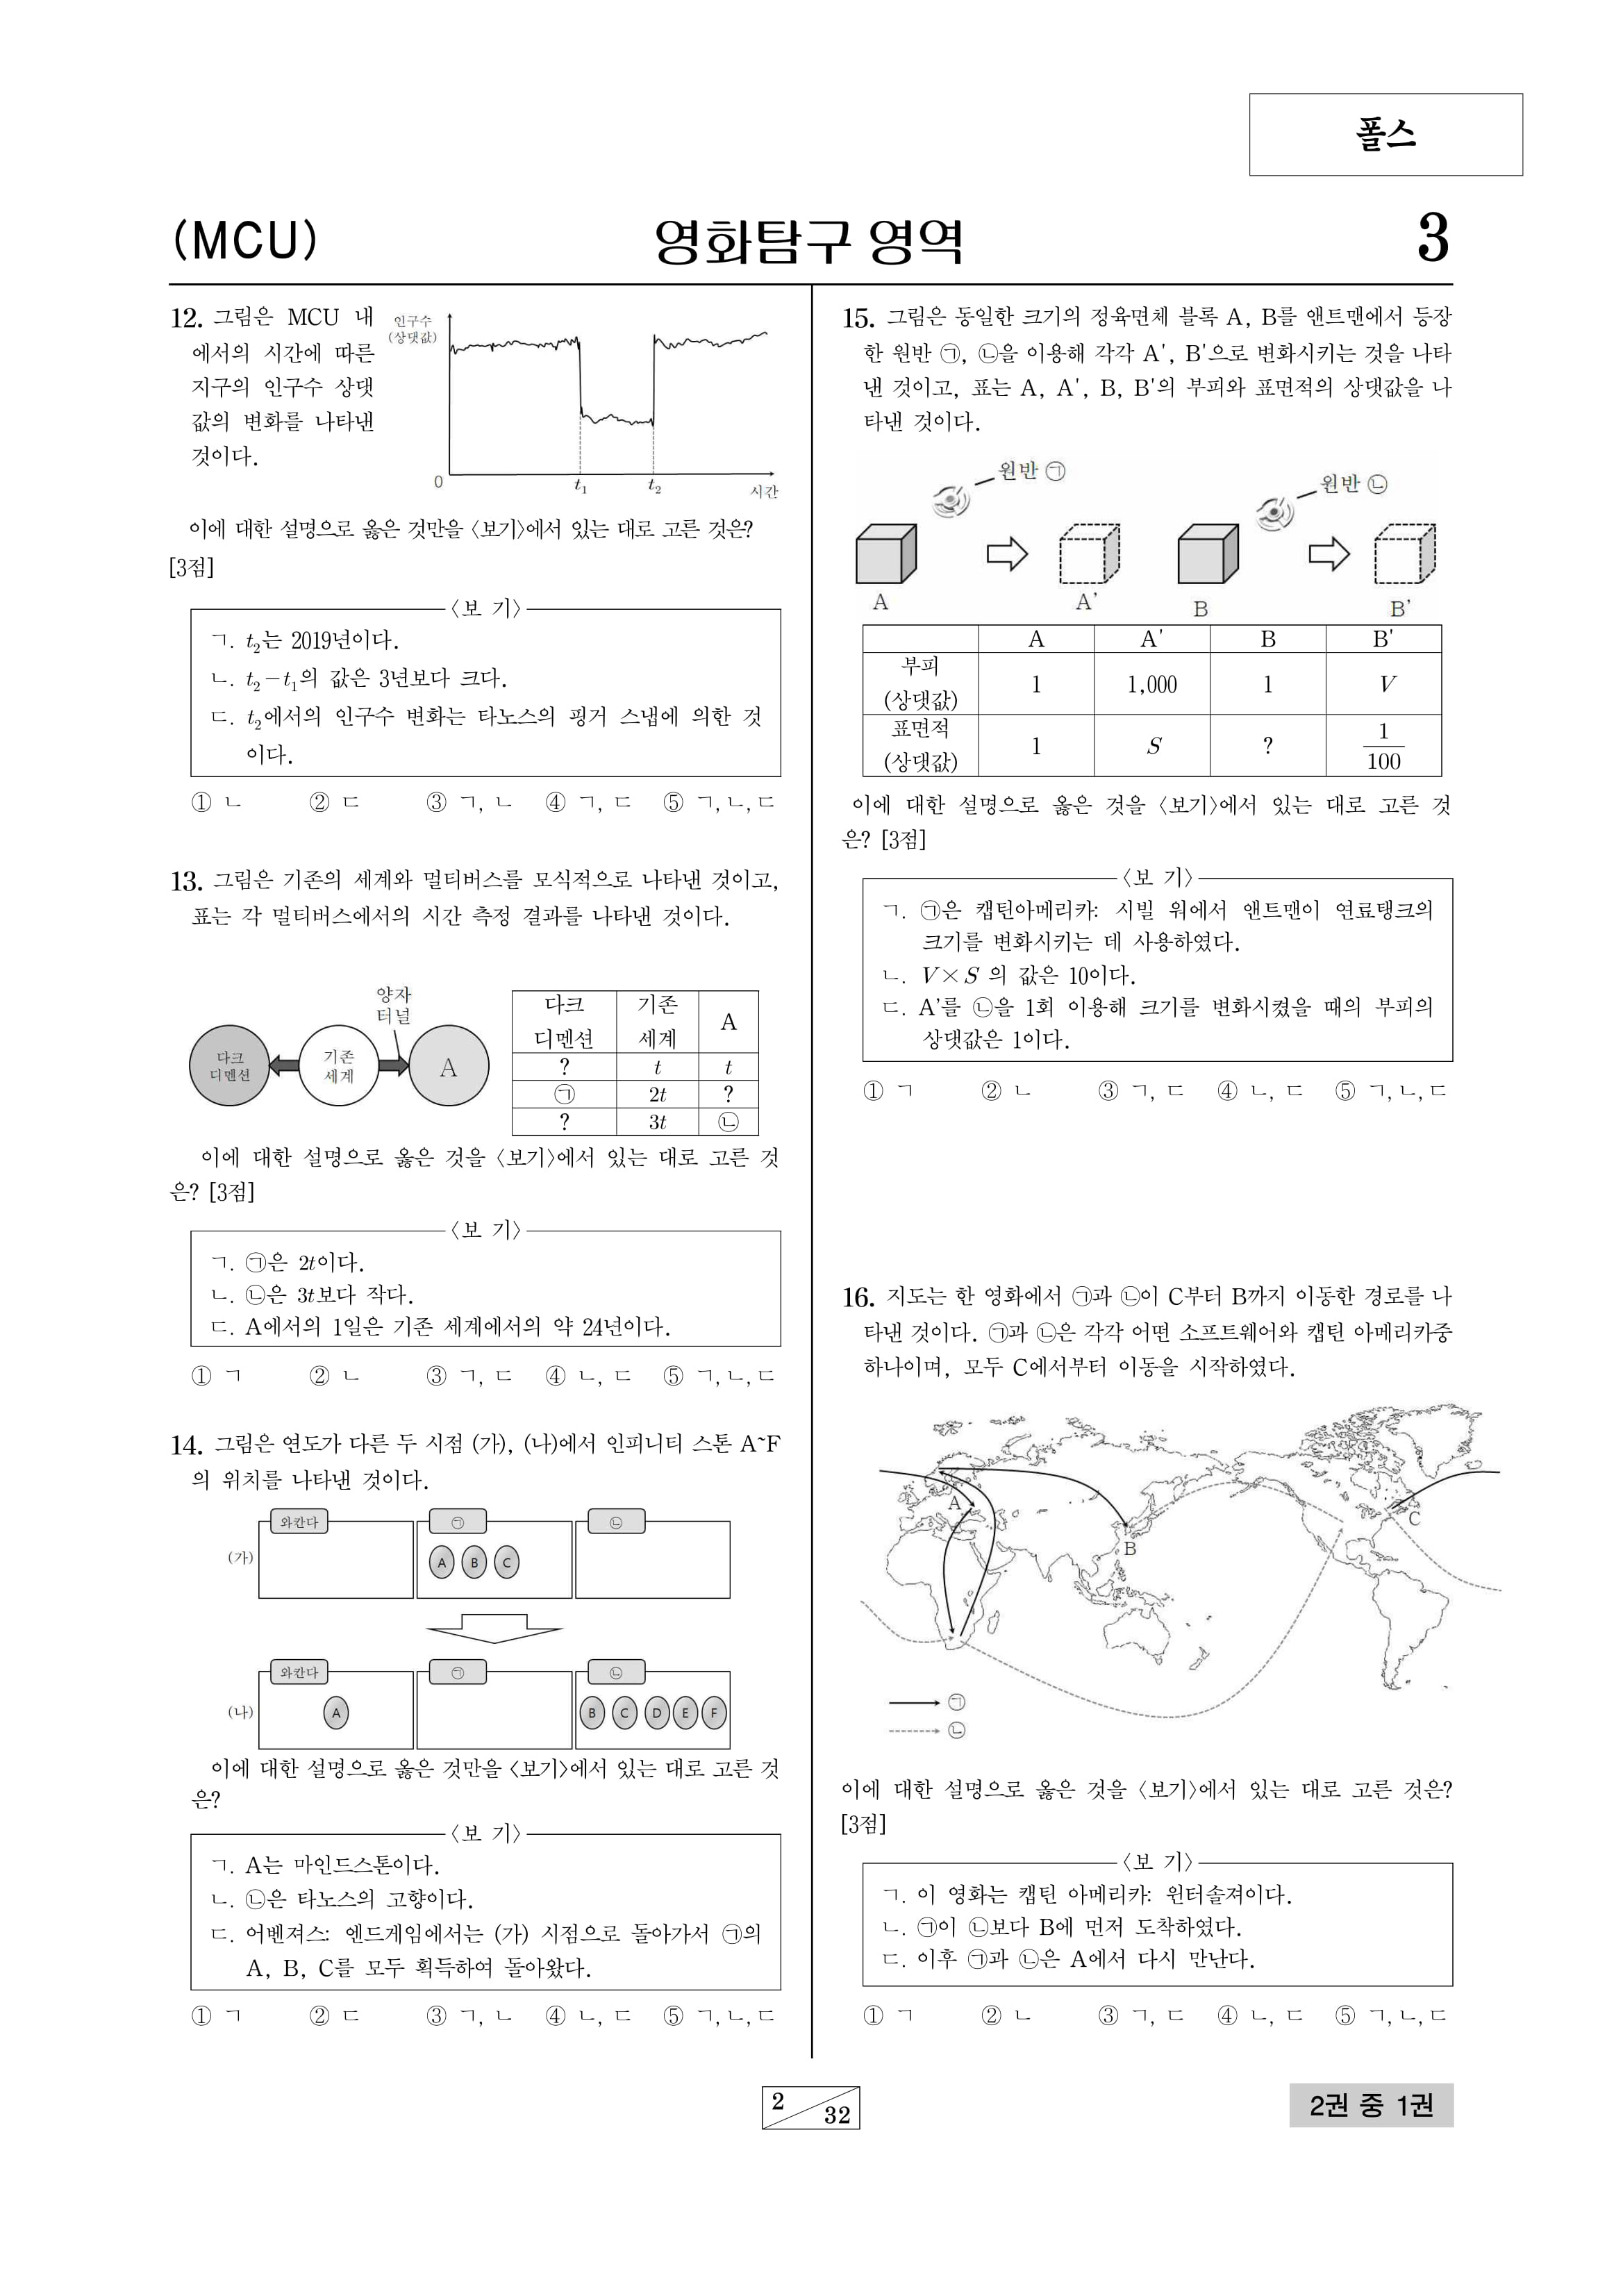 폴스
(MCU)
영화탐구 영역
3
12. 그림은 MCU 내
에서의 시간에 따른
지구의 인구수 상댓
값의 변화를 나타낸
것이다.
인구수
(상댓값)
0
t₁
t₂
시간
이에 대한 설명으로 옳은 것만을 〈보기〉에서 있는 대로 고른 것은?
[3점]
〈보 기〉
ㄱ. t₂는 2019년이다.
ㄴ. t₂－t₁의 값은 3년보다 크다.
ㄷ. t₂에서의 인구수 변화는 타노스의 핑거 스냅에 의한 것
이다.
① ㄴ ② ㄷ ③ ㄱ, ㄴ ④ ㄱ, ㄷ ⑤ ㄱ, ㄴ, ㄷ
13. 그림은 기존의 세계와 멀티버스를 모식적으로 나타낸 것이고,
표는 각 멀티버스에서의 시간 측정 결과를 나타낸 것이다.
양자
터널
다크
디멘션
기존
세계
A
다크
디멘션
기존
세계
A
? t t
㉠ 2t ?
? 3t ㉡
이에 대한 설명으로 옳은 것을 〈보기〉에서 있는 대로 고른 것
은? [3점]
〈보 기〉
ㄱ. ㉠은 2t이다.
ㄴ. ㉡은 3t보다 작다.
ㄷ. A에서의 1일은 기존 세계에서의 약 24년이다.
① ㄱ ② ㄴ ③ ㄱ, ㄷ ④ ㄴ, ㄷ ⑤ ㄱ, ㄴ, ㄷ
14. 그림은 연도가 다른 두 시점 (가), (나)에서 인피니티 스톤 A~F
의 위치를 나타낸 것이다.
와칸다 ㉠ ㉡
(가) A B C
와칸다 ㉠ ㉡
(나) A B C D E F
이에 대한 설명으로 옳은 것만을 〈보기〉에서 있는 대로 고른 것
은?
〈보 기〉
ㄱ. A는 마인드스톤이다.
ㄴ. ㉡은 타노스의 고향이다.
ㄷ. 어벤져스: 엔드게임에서는 (가) 시점으로 돌아가서 ㉠의
A, B, C를 모두 획득하여 돌아왔다.
① ㄱ ② ㄷ ③ ㄱ, ㄴ ④ ㄴ, ㄷ ⑤ ㄱ, ㄴ, ㄷ
15. 그림은 동일한 크기의 정육면체 블록 A, B를 앤트맨에서 등장
한 원반 ㉠, ㉡을 이용해 각각 A', B'으로 변화시키는 것을 나타
낸 것이고, 표는 A, A', B, B'의 부피와 표면적의 상댓값을 나
타낸 것이다.
원반 ㉠
원반 ㉡
A A' B B'
A A' B B'
부피
(상댓값)
1 1,000 1 V
표면적
(상댓값)
1 S ? 1/100
이에 대한 설명으로 옳은 것을 〈보기〉에서 있는 대로 고른 것
은? [3점]
〈보 기〉
ㄱ. ㉠은 캡틴아메리카: 시빌 워에서 앤트맨이 연료탱크의
크기를 변화시키는 데 사용하였다.
ㄴ. V×S 의 값은 10이다.
ㄷ. A'를 ㉡을 1회 이용해 크기를 변화시켰을 때의 부피의
상댓값은 1이다.
① ㄱ ② ㄴ ③ ㄱ, ㄷ ④ ㄴ, ㄷ ⑤ ㄱ, ㄴ, ㄷ
16. 지도는 한 영화에서 ㉠과 ㉡이 C부터 B까지 이동한 경로를 나
타낸 것이다. ㉠과 ㉡은 각각 어떤 소프트웨어와 캡틴 아메리카중
하나이며, 모두 C에서부터 이동을 시작하였다.
A
B
C
㉠
㉡
이에 대한 설명으로 옳은 것을 〈보기〉에서 있는 대로 고른 것은?
[3점]
〈보 기〉
ㄱ. 이 영화는 캡틴 아메리카: 윈터솔져이다.
ㄴ. ㉠이 ㉡보다 B에 먼저 도착하였다.
ㄷ. 이후 ㉠과 ㉡은 A에서 다시 만난다.
① ㄱ ② ㄴ ③ ㄱ, ㄷ ④ ㄴ, ㄷ ⑤ ㄱ, ㄴ, ㄷ
2
32
2권 중 1권